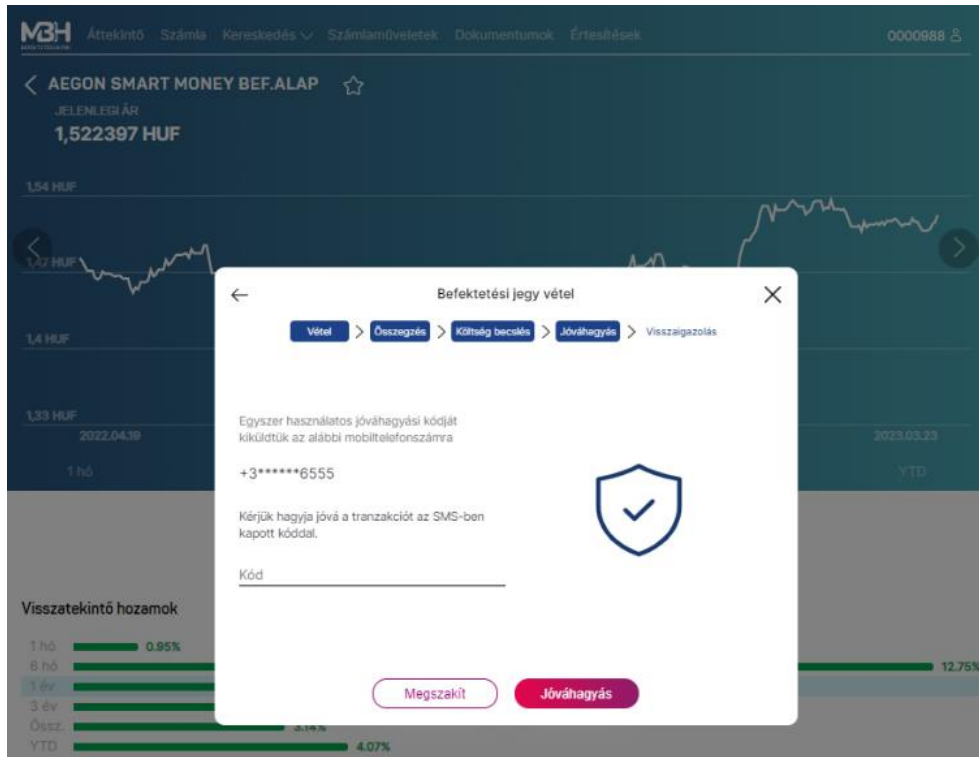 MBH Áttekintő Számla Kereskedés Számlaműveletek Dokumentumok Értesítések 0000988
AEGON SMART MONEY BEF.ALAP
JELENLEGI ÁR
1,522397 HUF
1,54 HUF
1,47 HUF
1,4 HUF
1,33 HUF
2022.04.19 2023.03.23
1 hó YTD
Befektetési jegy vétel
Vétel > Összegzés > Költség becslés > Jóváhagyás > Visszaigazolás
Egyszer használatos jóváhagyási kódját
kiküldtük az alábbi mobiltelefonszámra
+3******6555
Kérjük hagyja jóvá a tranzakciót az SMS-ben
kapott kóddal.
Kód
Megszakít Jóváhagyás
Visszatekintő hozamok
1 hó 0.95%
6 hó 12.75%
1 év
3 év
Össz. 3.14%
YTD 4.07%